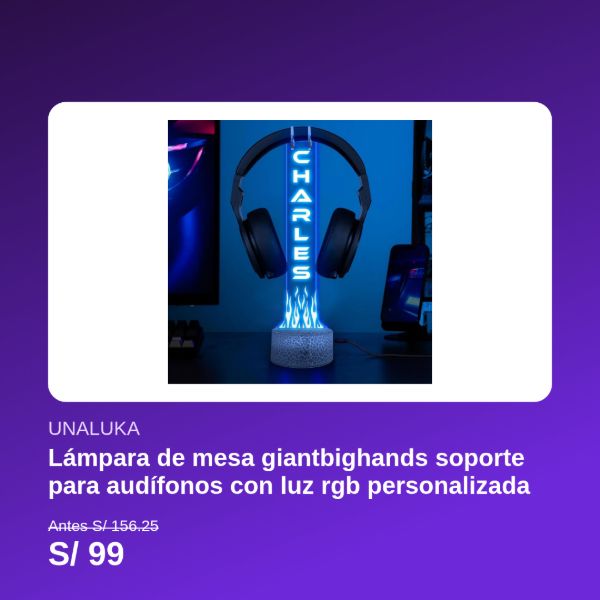 CHARLES
UNALUKA
Lámpara de mesa giantbighands soporte
para audífonos con luz rgb personalizada
Antes S/ 156.25
S/ 99